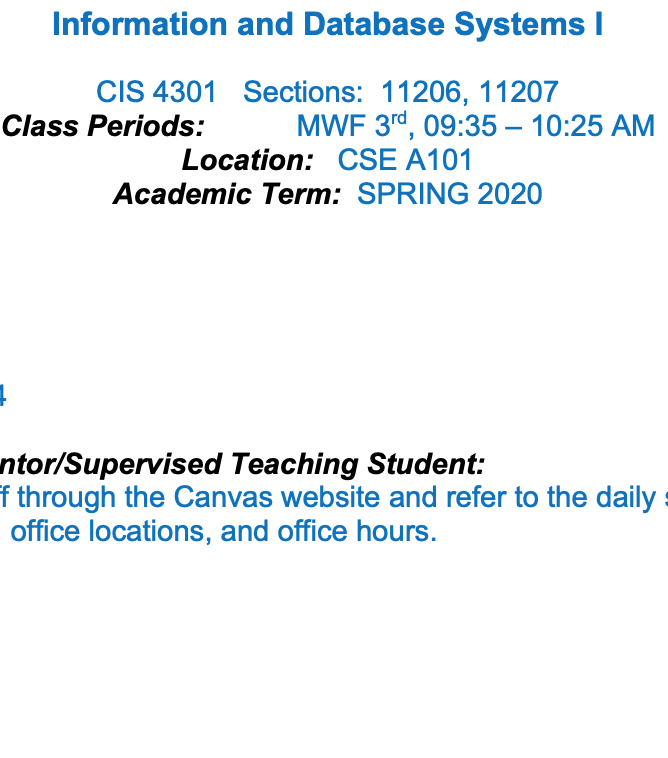 Information and Database Systems I
CIS 4301 Sections: 11206, 11207
Class Periods: MWF 3rd, 09:35 – 10:25 AM
Location: CSE A101
Academic Term: SPRING 2020
4
ntor/Supervised Teaching Student:
ff through the Canvas website and refer to the daily s
office locations, and office hours.